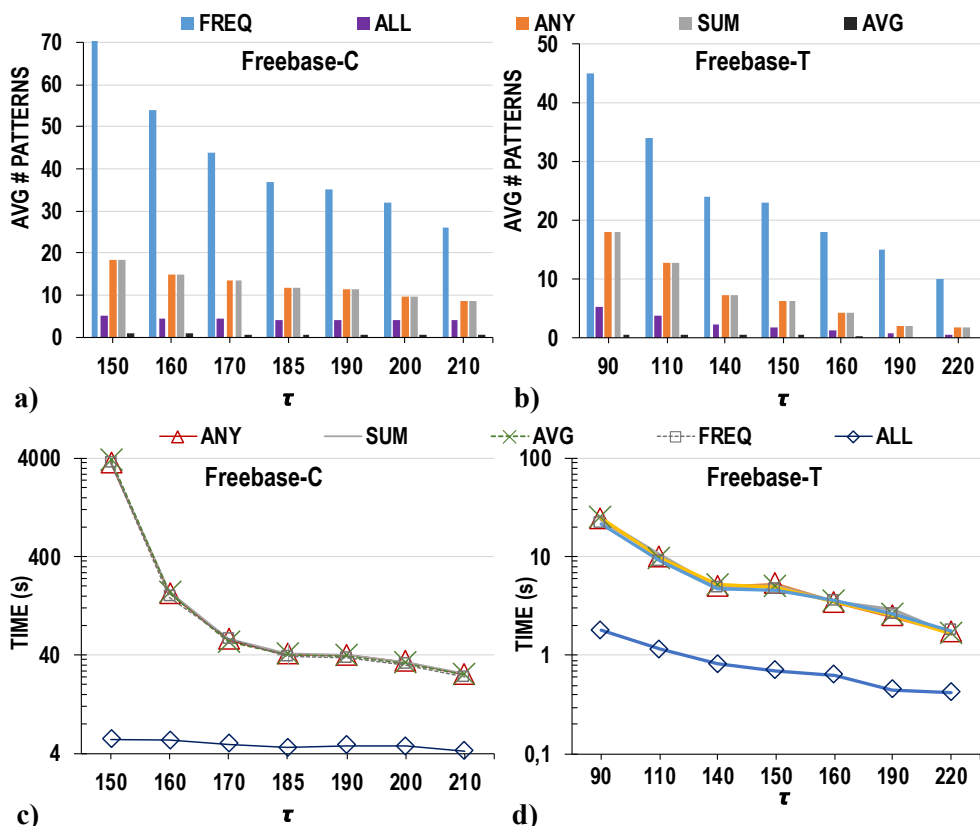 FREQ ALL ANY SUM AVG
Freebase-C
AVG # PATTERNS
70
60
50
40
30
20
10
0
150 160 170 185 190 200 210
τ
a)
Freebase-T
AVG # PATTERNS
50
40
30
20
10
0
90 110 140 150 160 190 220
τ
b)
ANY SUM AVG FREQ ALL
Freebase-C
TIME (s)
4000
400
40
4
150 160 170 185 190 200 210
τ
c)
Freebase-T
TIME (s)
100
10
1
0,1
90 110 140 150 160 190 220
τ
d)